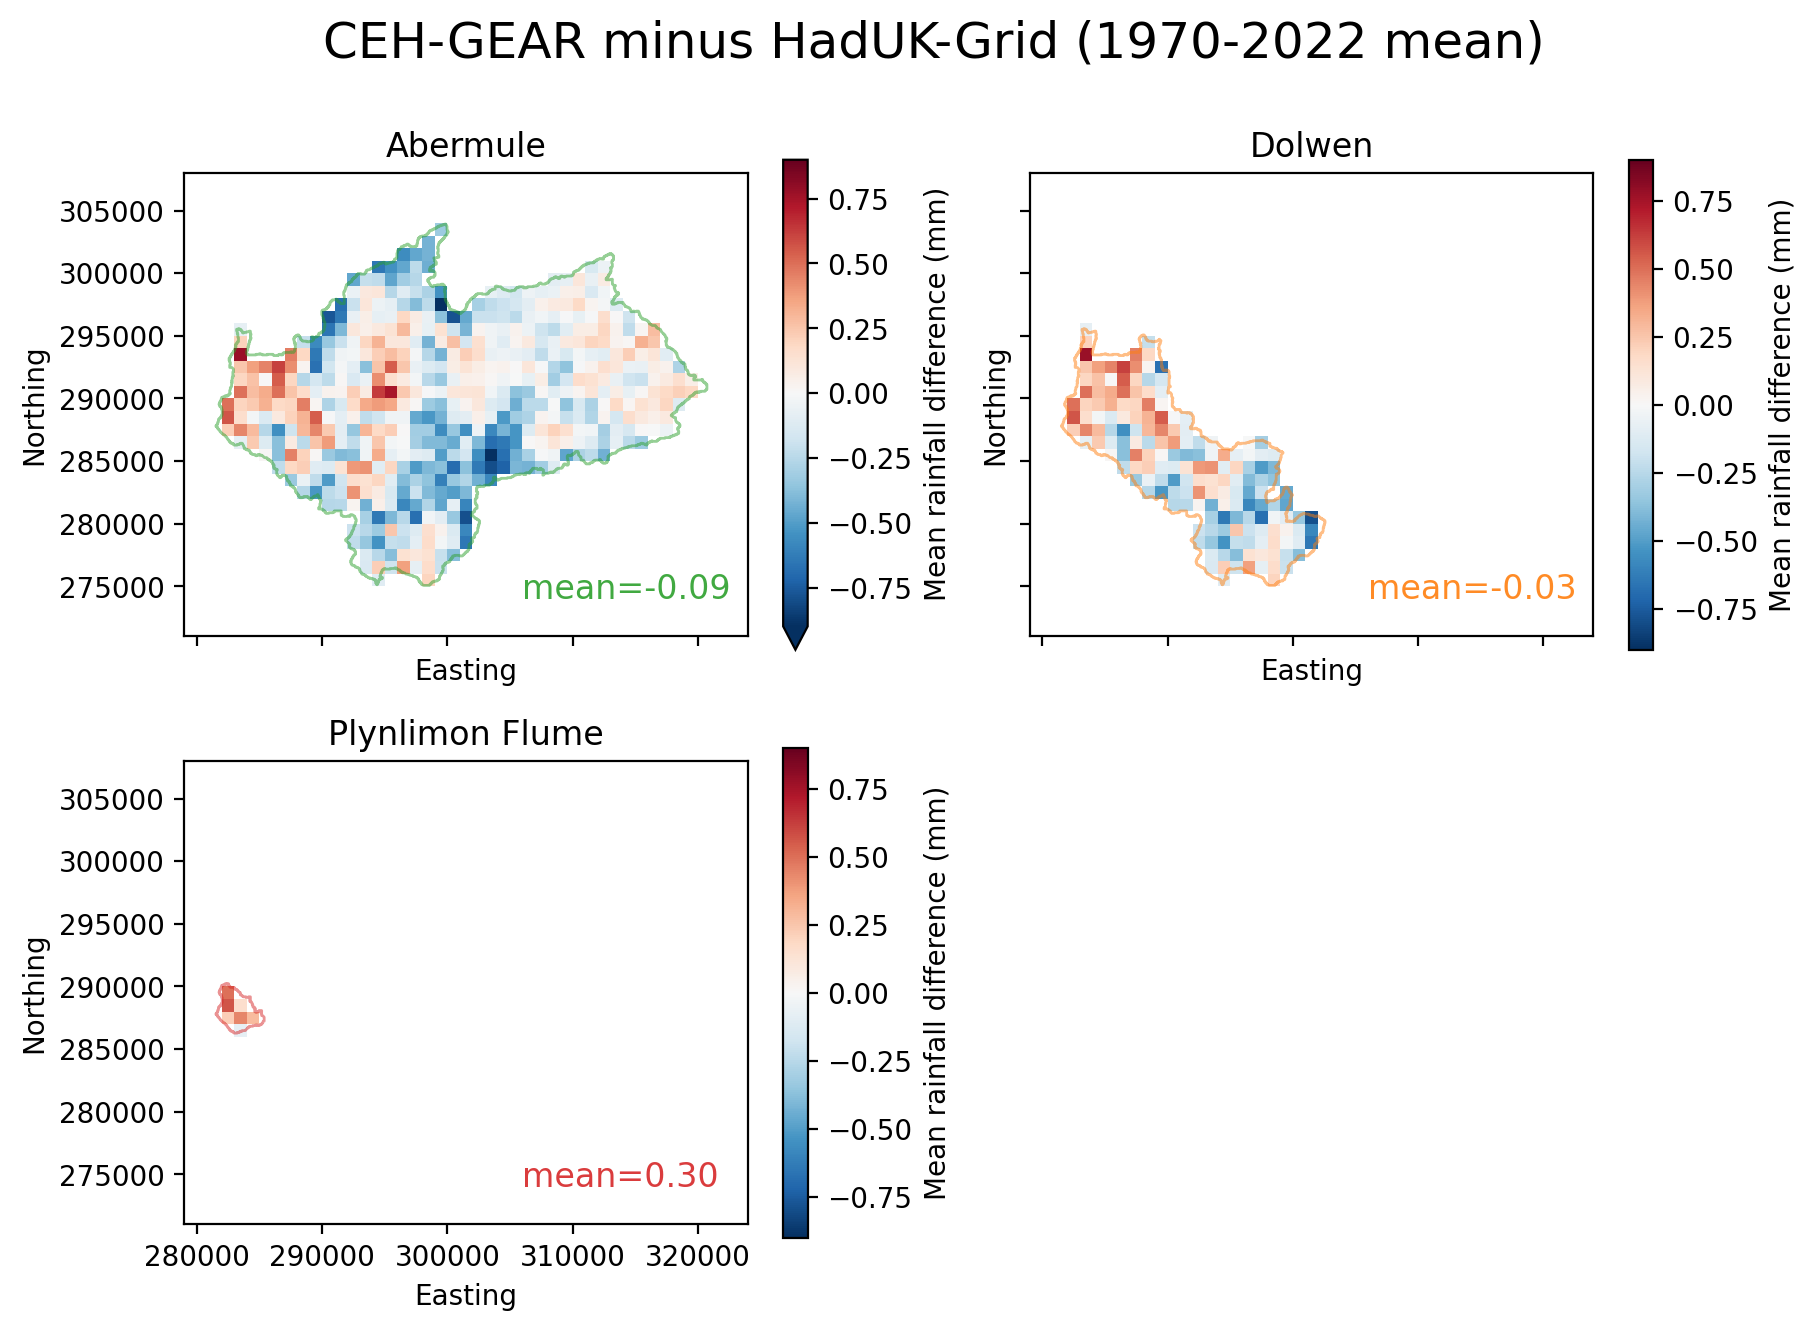 CEH-GEAR minus HadUK-Grid (1970-2022 mean)
Abermule
305000
300000
295000
290000
285000
280000
275000
Northing
Easting
mean=-0.09
0.75
0.50
0.25
0.00
−0.25
−0.50
−0.75
Mean rainfall difference (mm)
Dolwen
Northing
Easting
mean=-0.03
0.75
0.50
0.25
0.00
−0.25
−0.50
−0.75
Mean rainfall difference (mm)
Plynlimon Flume
305000
300000
295000
290000
285000
280000
275000
Northing
280000 290000 300000 310000 320000
Easting
mean=0.30
0.75
0.50
0.25
0.00
−0.25
−0.50
−0.75
Mean rainfall difference (mm)